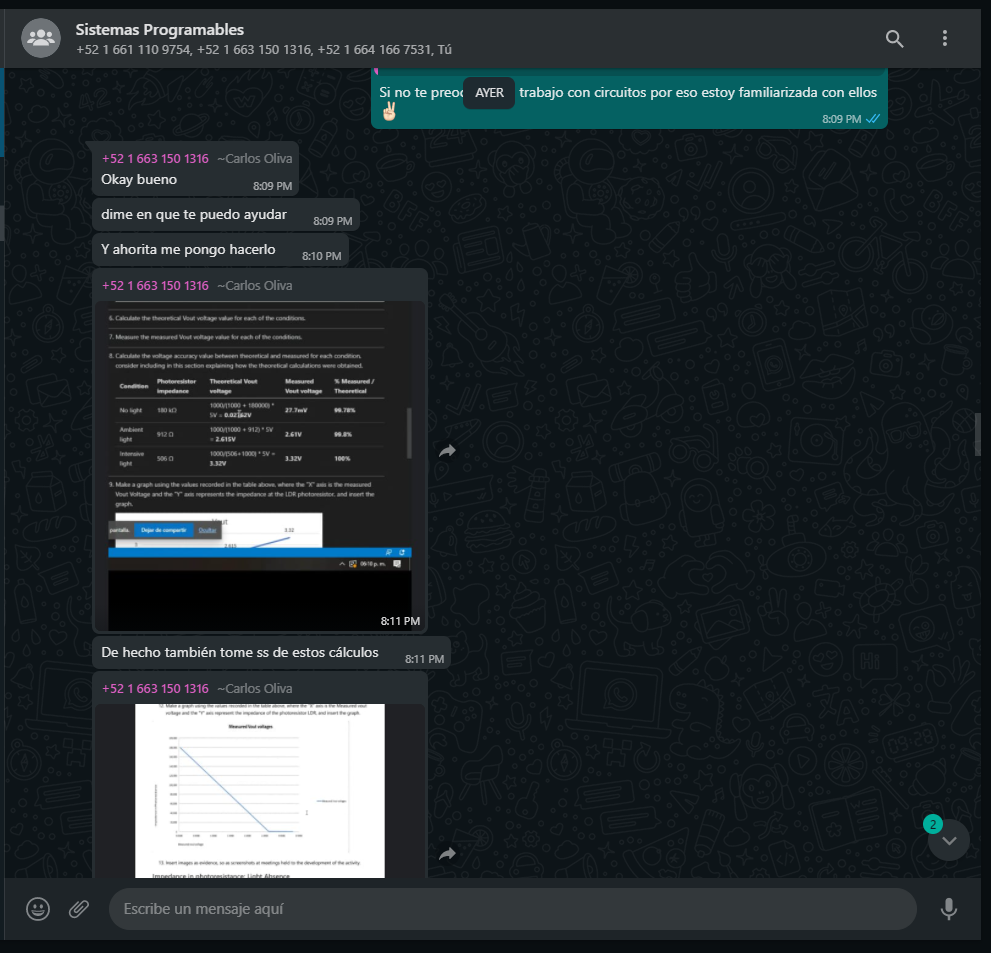 Sistemas Programables
+52 1 661 110 9754, +52 1 663 150 1316, +52 1 664 166 7531, Tú
Si no te preoc
AYER
trabajo con circuitos por eso estoy familiarizada con ellos
✌🏻
8:09 PM
+52 1 663 150 1316 ~Carlos Oliva
Okay bueno
8:09 PM
dime en que te puedo ayudar
8:09 PM
Y ahorita me pongo hacerlo
8:10 PM
+52 1 663 150 1316 ~Carlos Oliva
6. Calculate the theoretical Vout voltage value for each of the conditions.
7. Measure the measured Vout voltage value for each of the conditions.
8. Calculate the voltage accuracy value between theoretical and measured for each condition,
consider including in this section explaining how the theoretical calculations were obtained.
Condition Photoresistor impedance Theoretical Vout voltage Measured Vout voltage % Measured / Theoretical
No light 180 kΩ 1000/(1000 + 180000) * 5V = 27.7mV 99.78%
Ambient light 912 Ω 1000/(1000 + 912) * 5V = 2.615V 2.61V 99.8%
Intensive light 506 Ω 1000/(506+1000) * 5V = 3.32V 3.32V 100%
9. Make a graph using the values recorded in the table above, where the "X" axis is the measured
Vout Voltage and the "Y" axis represents the impedance at the LDR photoresistor, and insert the
graph.
out
pantalla. Dejar de compartir Ocultar
3.32
2.615
06:18 p. m.
8:11 PM
De hecho también tome ss de estos cálculos
8:11 PM
+52 1 663 150 1316 ~Carlos Oliva
12. Make a graph using the values recorded in the table above, where the "X" axis is the Measured vout
voltage and the "Y" axis represent the impedance of the photoresistor LDR, and insert the graph.
Measured Vout voltages
13. Insert images as evidence, so as screenshots at meetings held to the development of the activity.
Impedance in photoresistance: Light Absence
2
Escribe un mensaje aquí